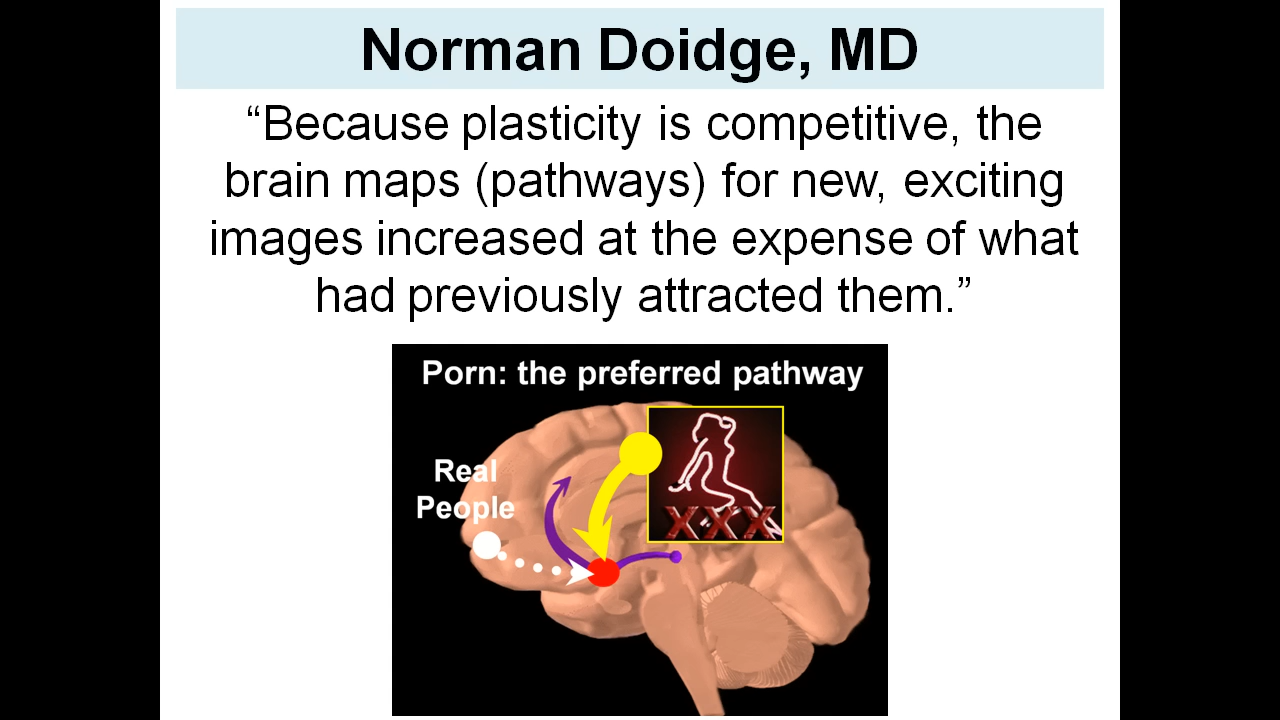 Norman Doidge, MD
“Because plasticity is competitive, the
brain maps (pathways) for new, exciting
images increased at the expense of what
had previously attracted them.”
Porn: the preferred pathway
Real
People
XXX